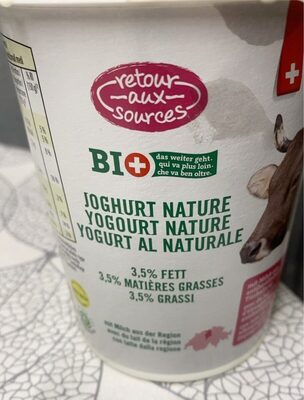 retour
aux
sources
BIO
das weiter geht.
qui va plus loin.
che va ben oltre.
JOGHURT NATURE
YOGOURT NATURE
YOGURT AL NATURALE
3,5% FETT
3,5% MATIÈRES GRASSES
3,5% GRASSI
mit Milch aus der Region
avec du lait de la région
con latte dalla regione